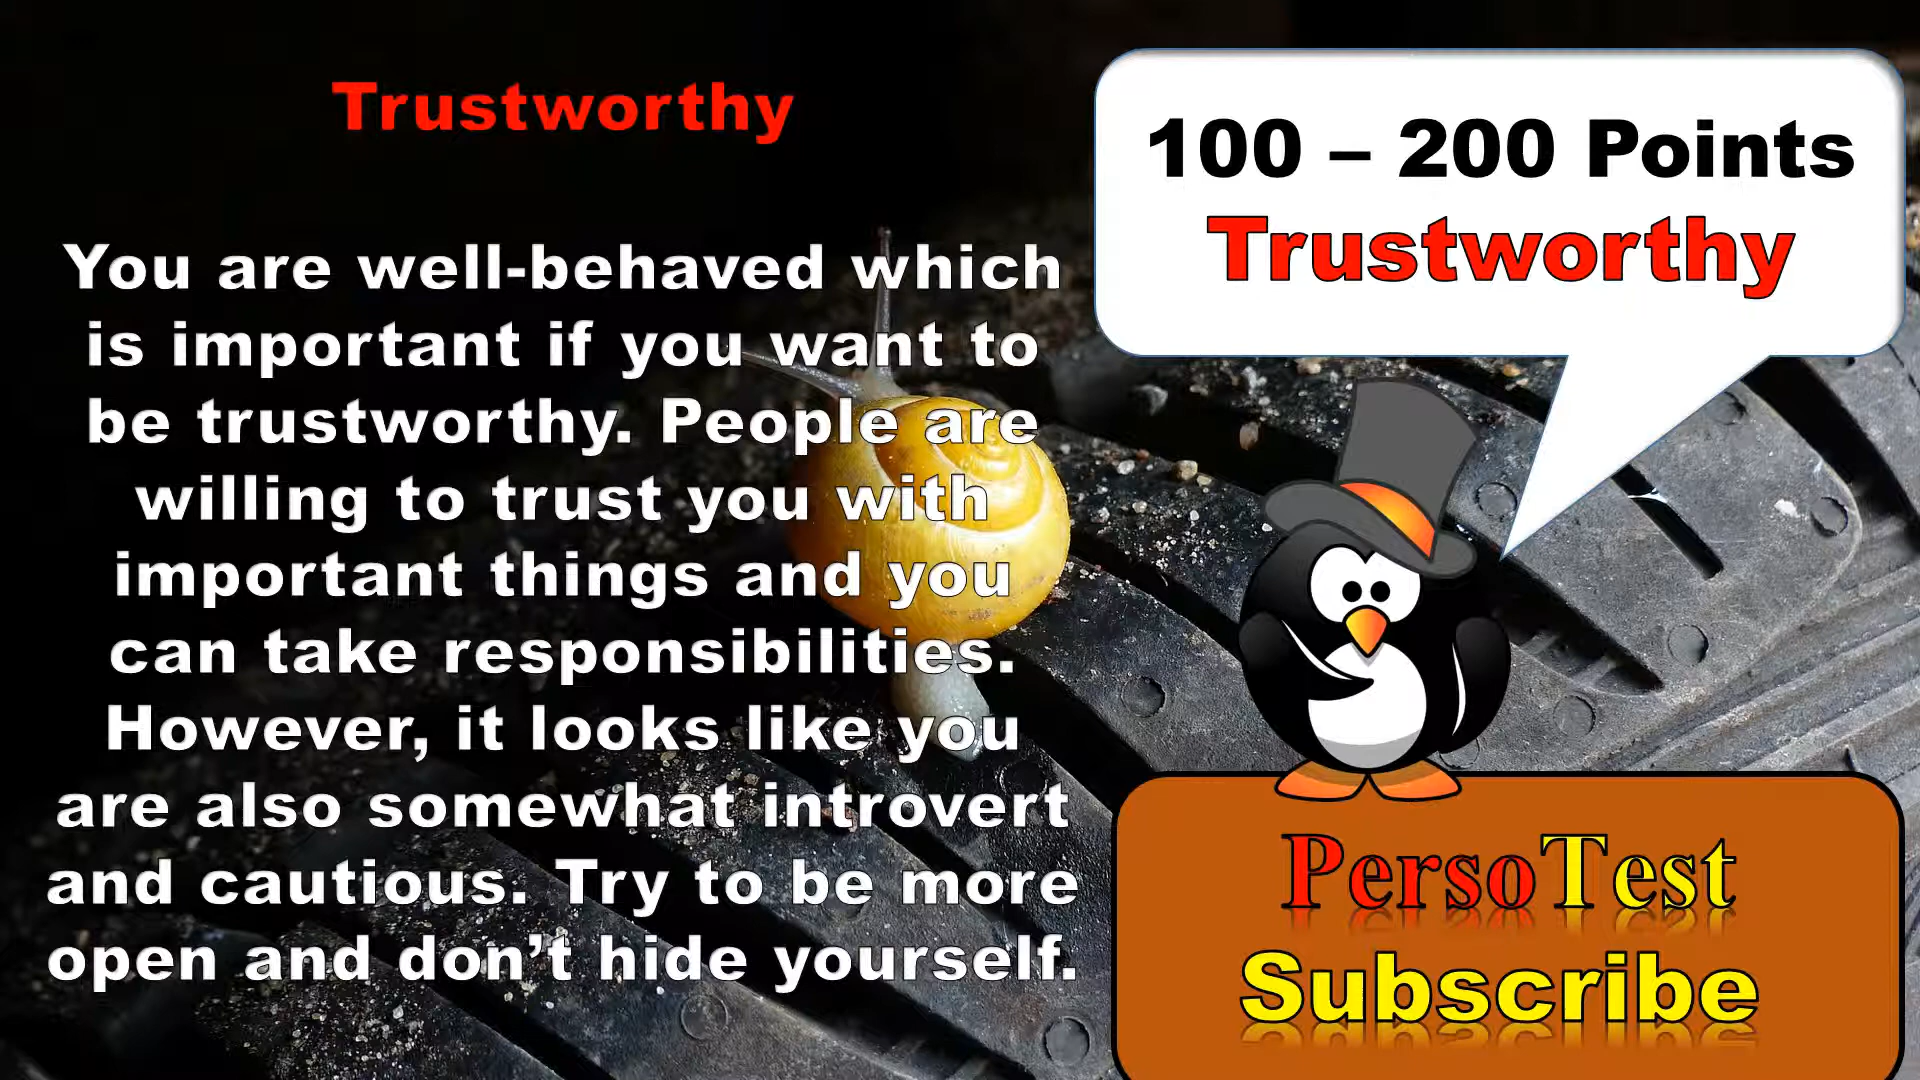 Trustworthy
You are well-behaved which
is important if you want to
be trustworthy. People are
willing to trust you with
important things and you
can take responsibilities.
However, it looks like you
are also somewhat introvert
and cautious. Try to be more
open and don’t hide yourself.
100 – 200 Points
Trustworthy
PersoTest
Subscribe